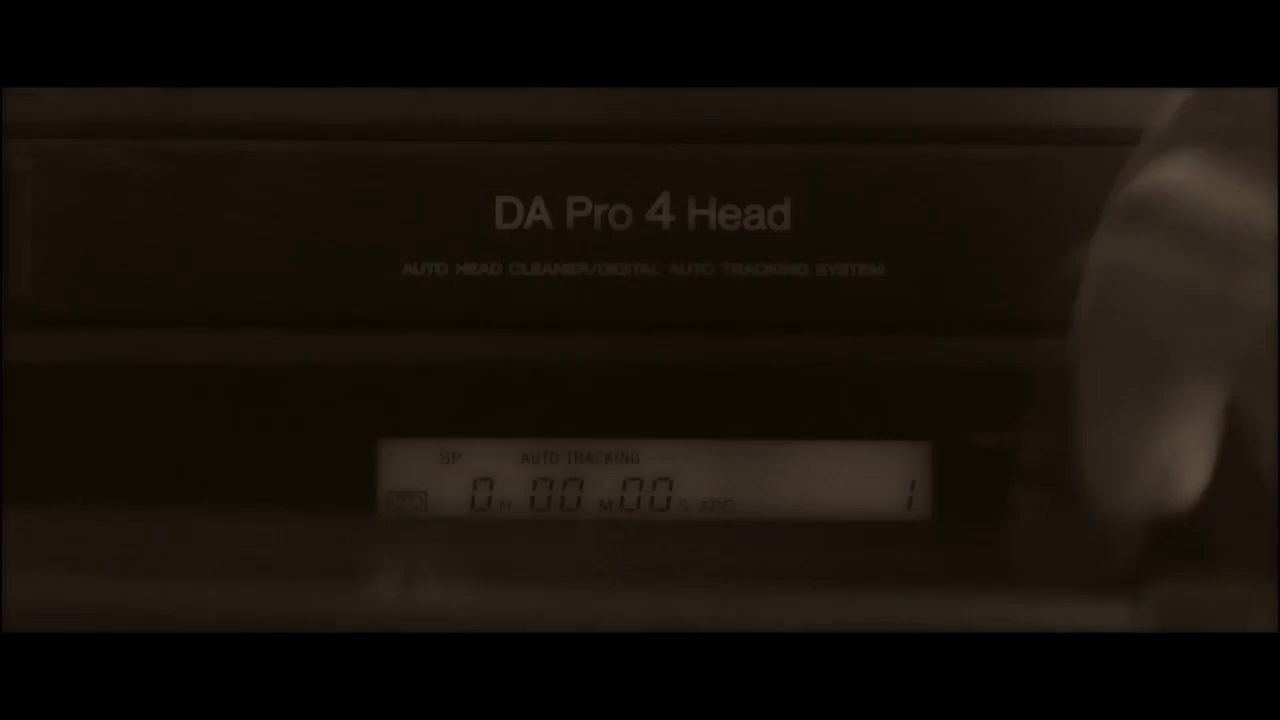 DA Pro 4 Head
AUTO HEAD CLEANER/DIGITAL AUTO TRACKING SYSTEM
SP AUTO TRACKING
0 H 00 M 00 S 1